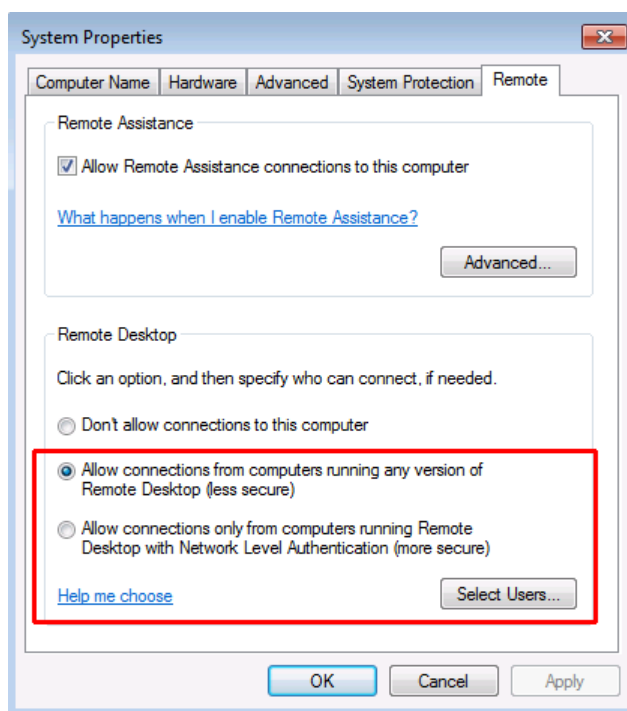 System Properties
Computer Name Hardware Advanced System Protection Remote
Remote Assistance
Allow Remote Assistance connections to this computer
What happens when I enable Remote Assistance?
Advanced...
Remote Desktop
Click an option, and then specify who can connect, if needed.
Don't allow connections to this computer
Allow connections from computers running any version of
Remote Desktop (less secure)
Allow connections only from computers running Remote
Desktop with Network Level Authentication (more secure)
Help me choose Select Users...
OK Cancel Apply